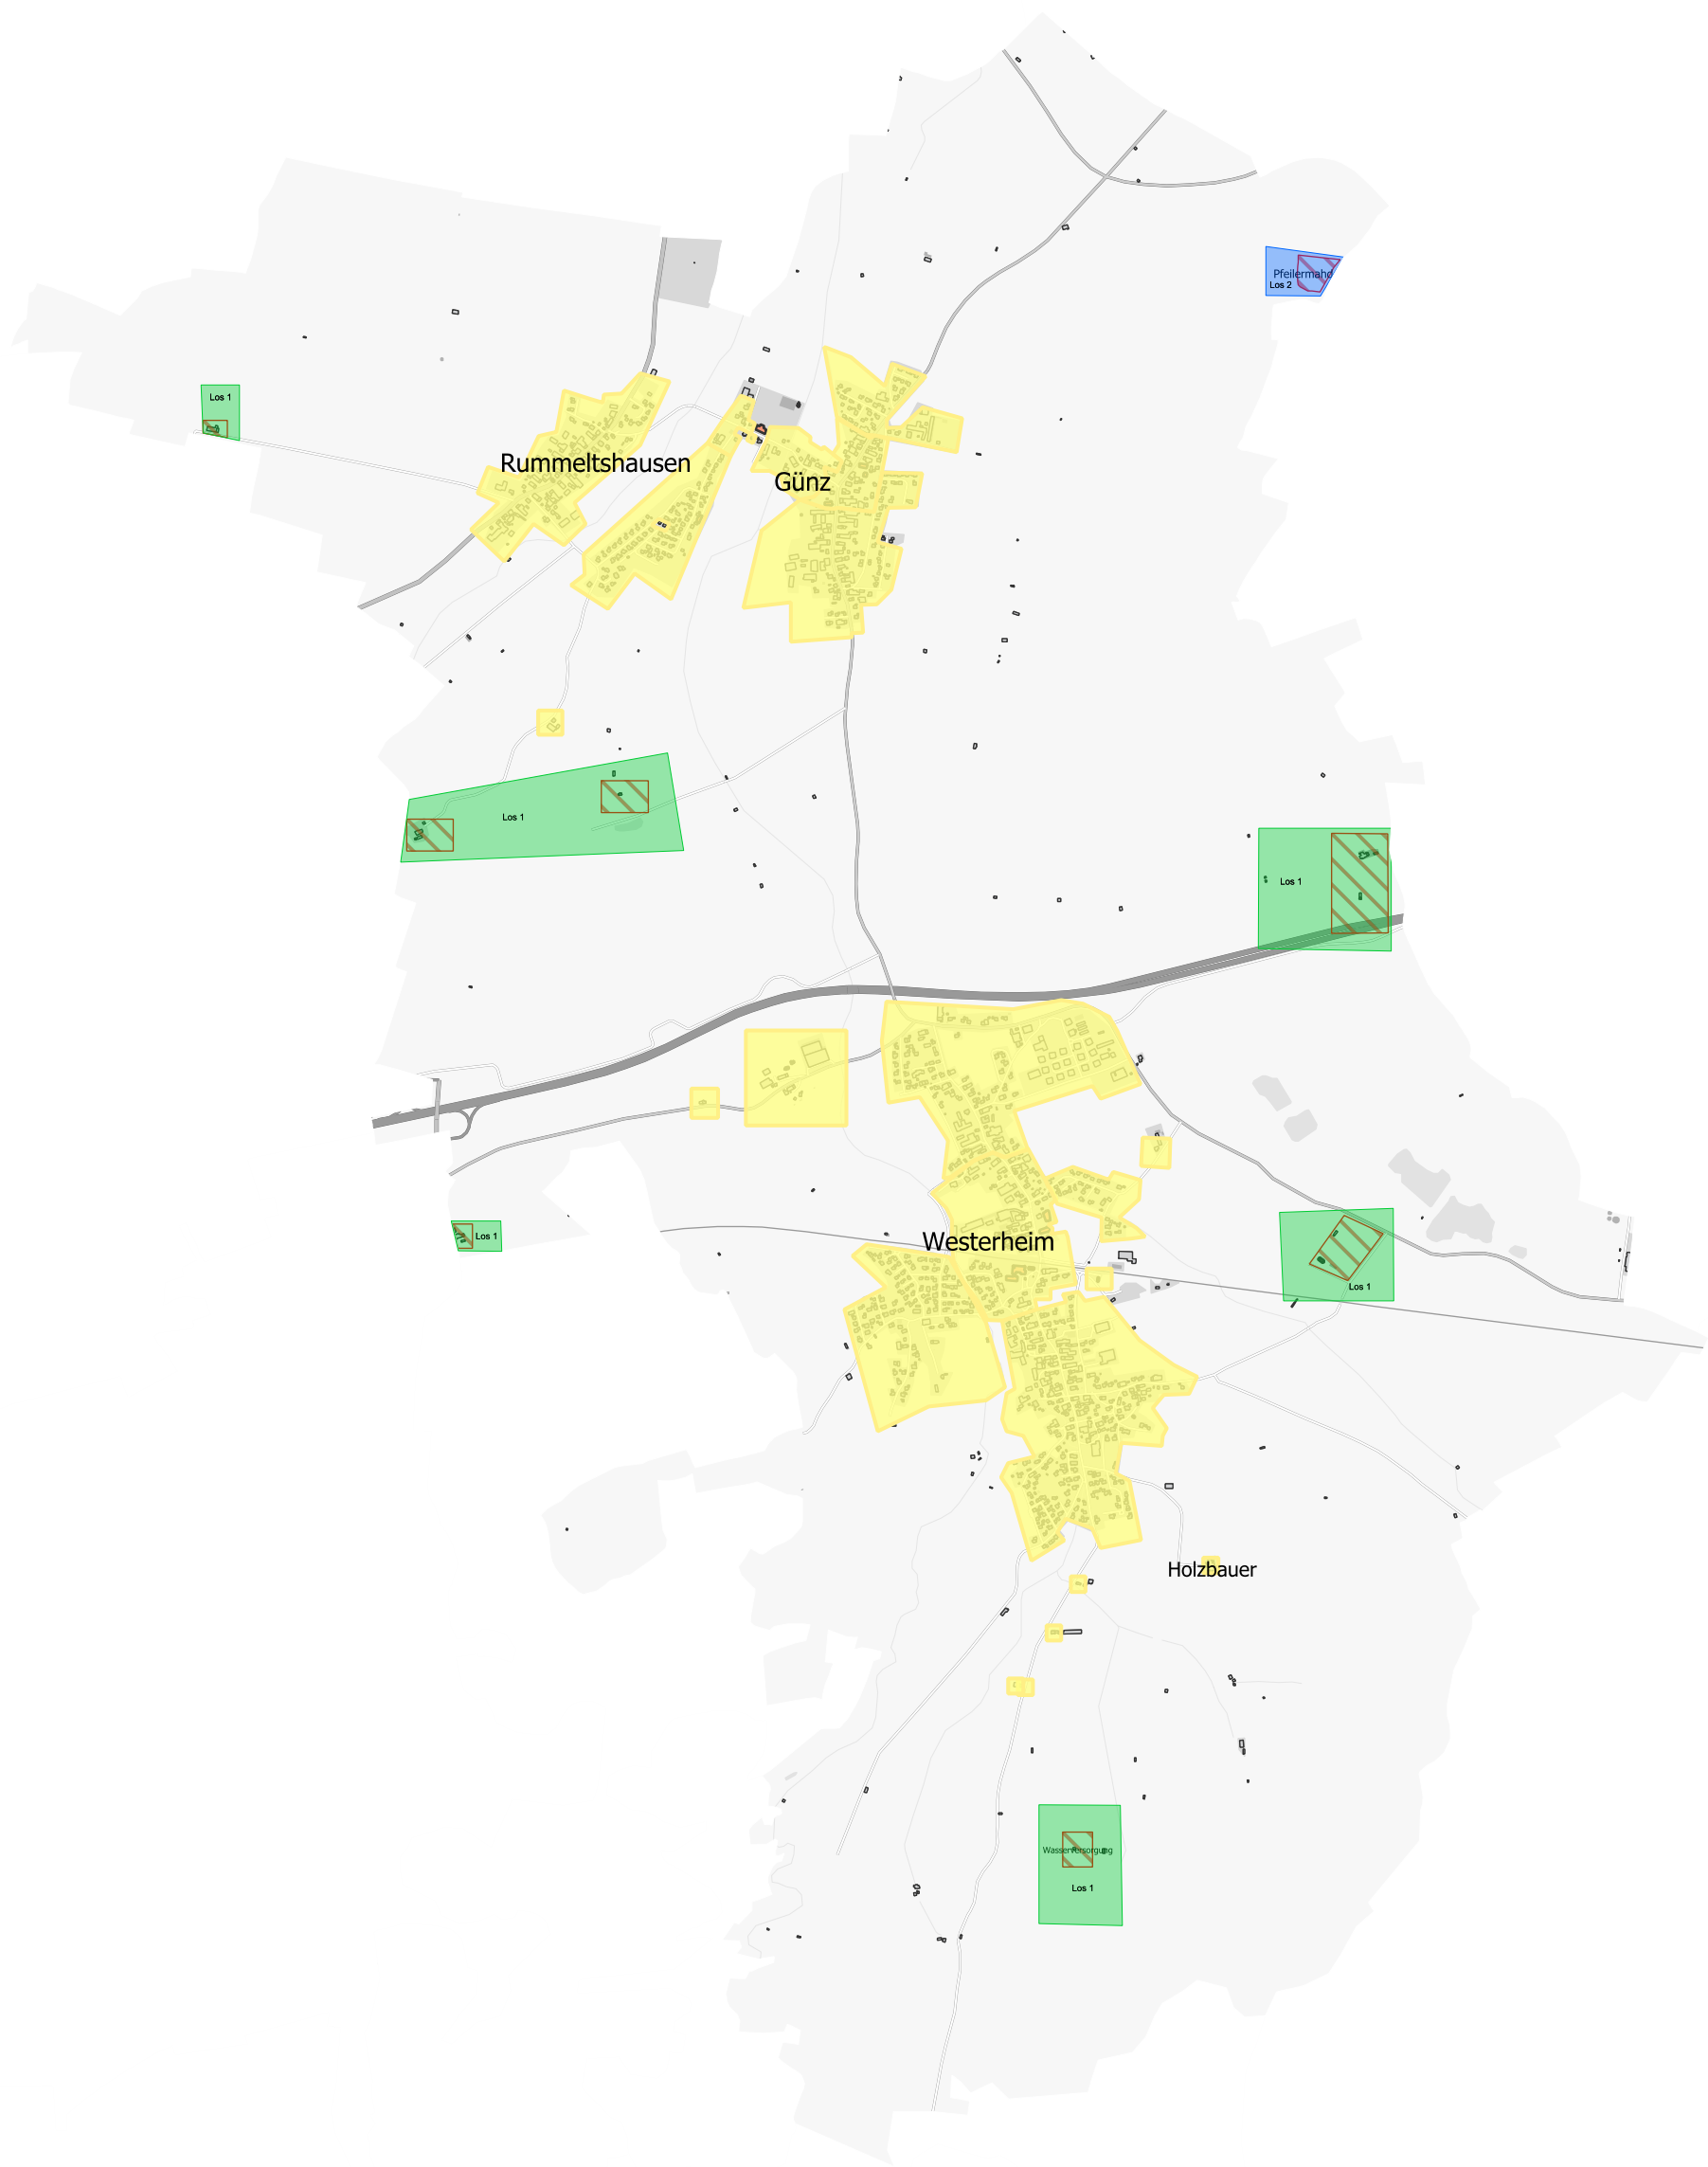 Pfeilermahd
Los 2
Los 1
Rummeltshausen
Günz
Los 1
Los 1
Los 1
Westerheim
Los 1
Holzbauer
Wasserversorgung
Los 1